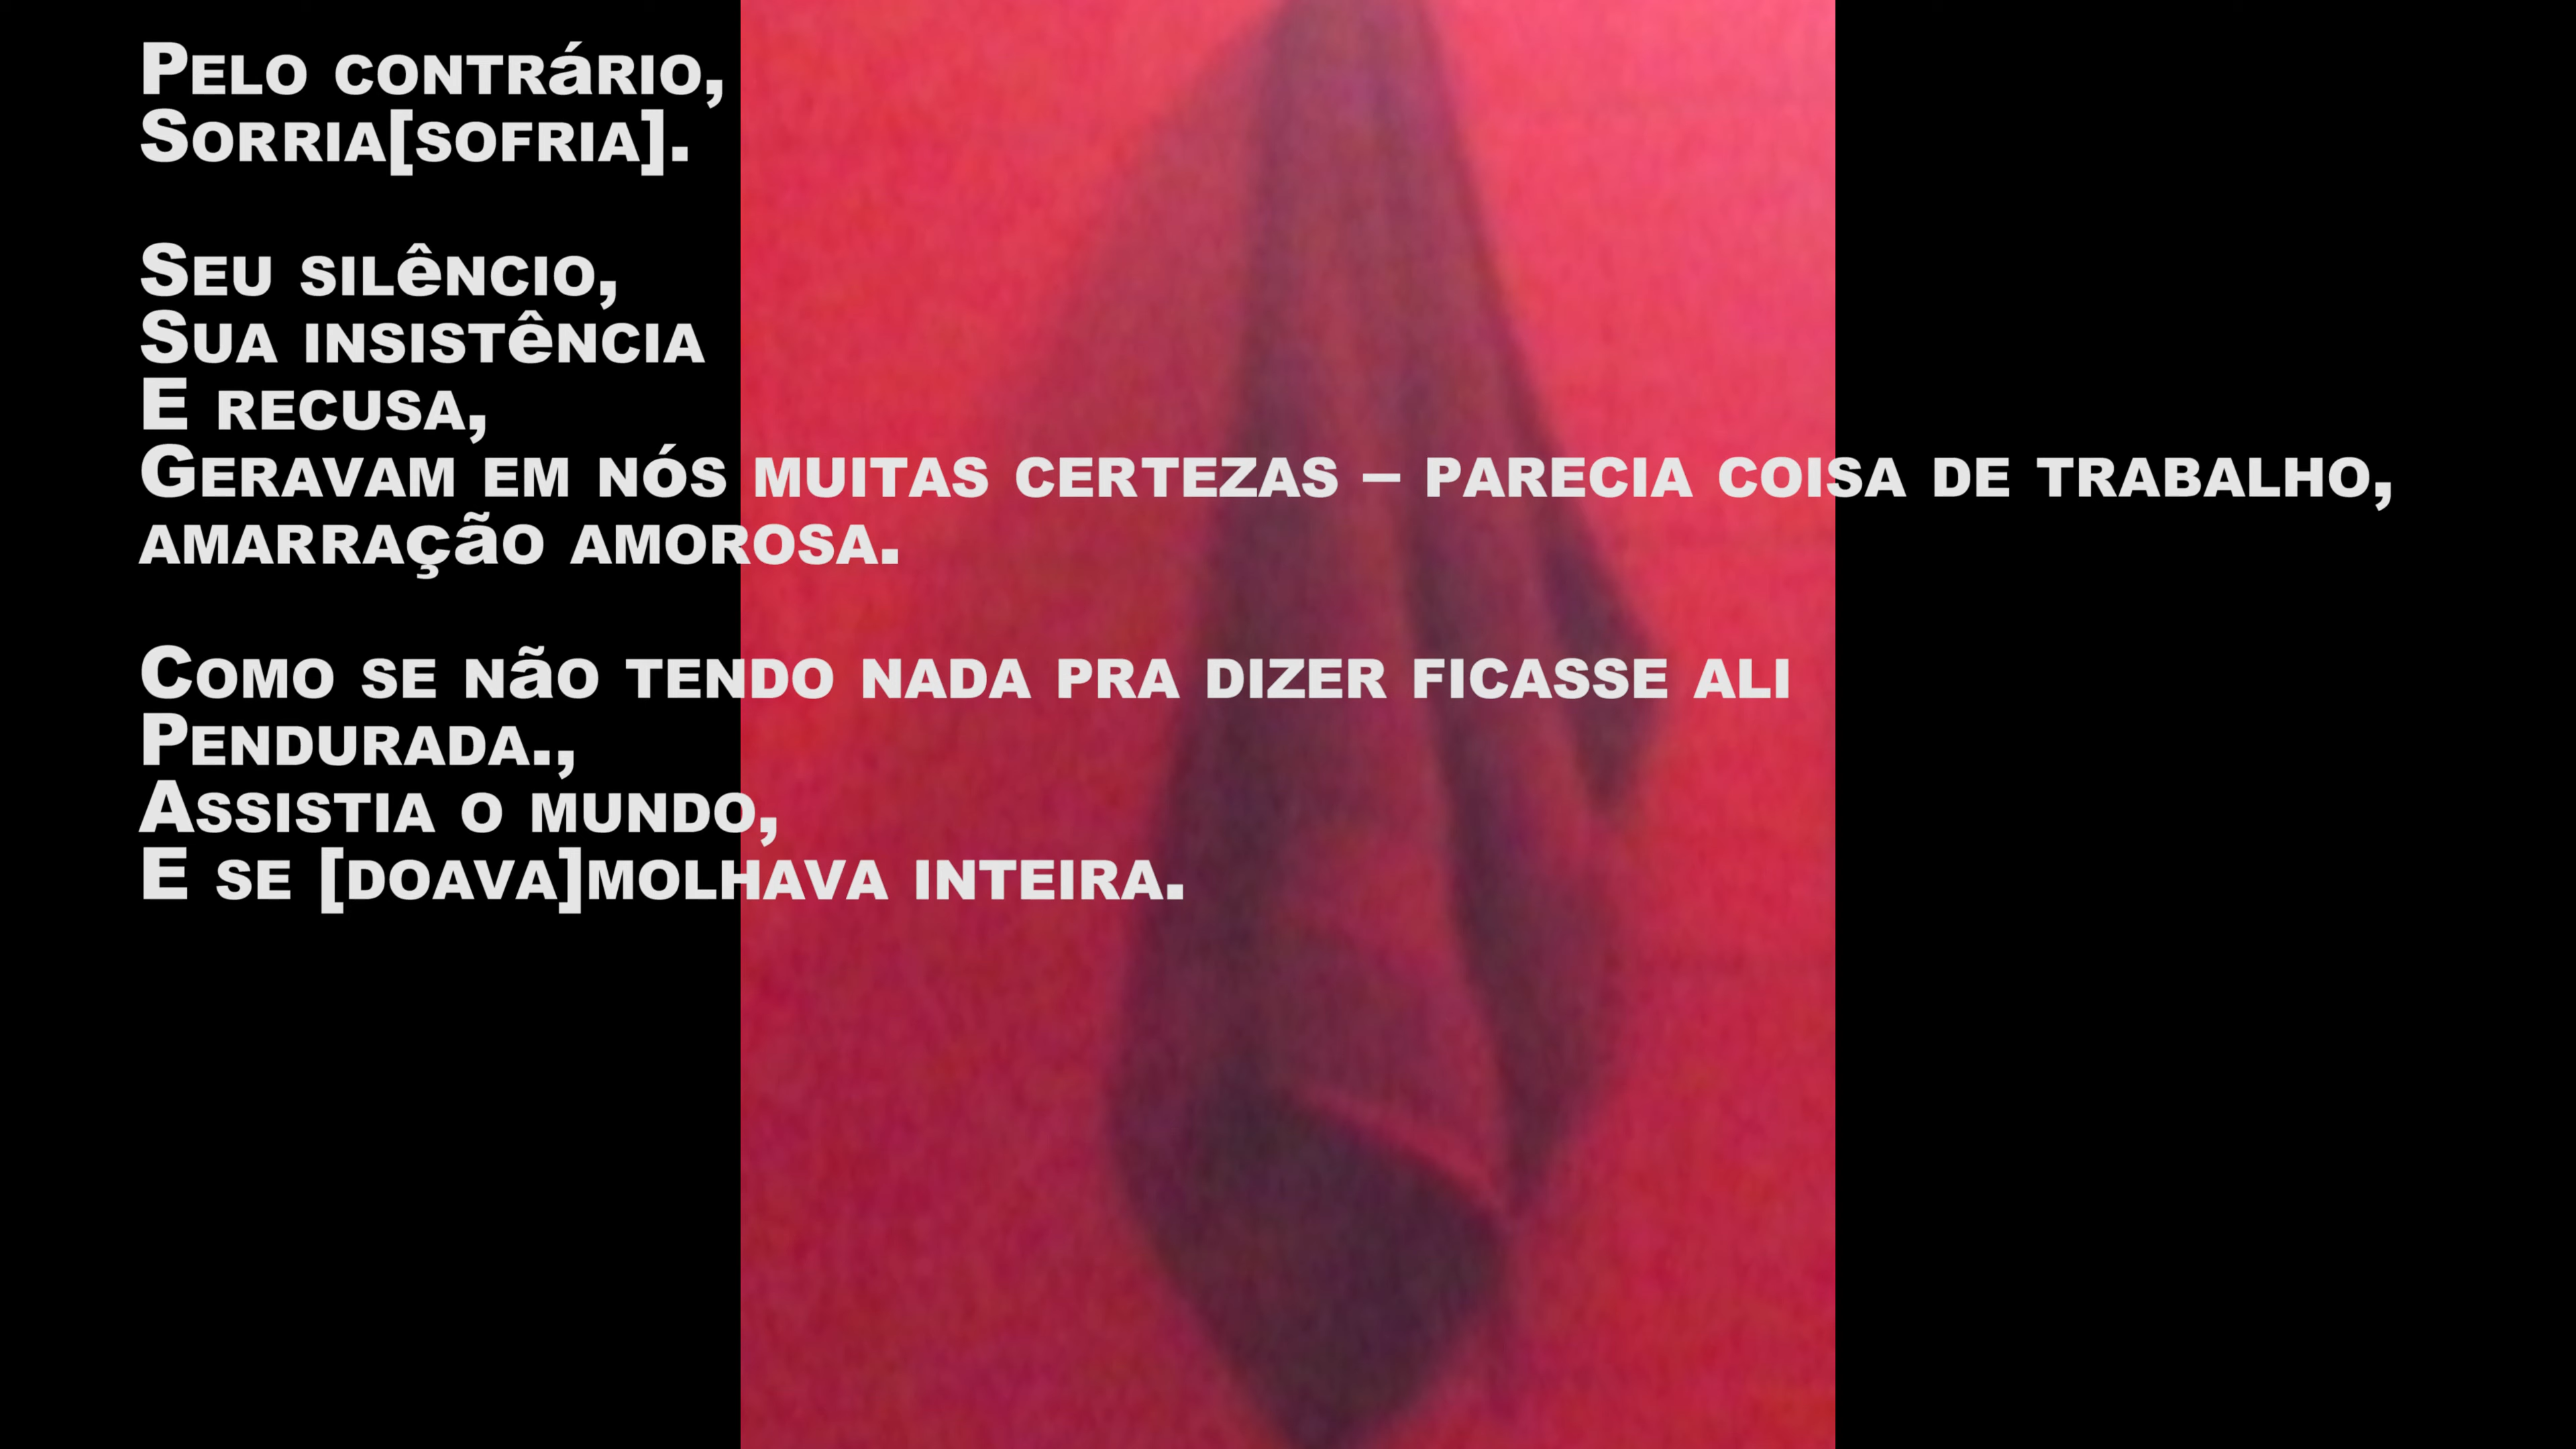 Pelo contrário,
Sorria[sofria].
Seu silêncio,
Sua insistência
E recusa,
Geravam em nós muitas certezas – parecia coisa de trabalho,
amarração amorosa.
Como se não tendo nada pra dizer ficasse ali
Pendurada.,
Assistia o mundo,
E se [doava]molhava inteira.